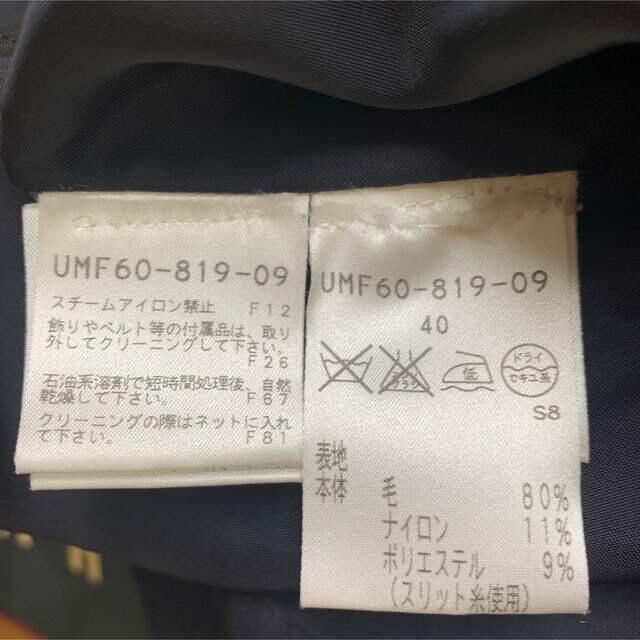 UMF60-819-09
スチームアイロン禁止 F12
飾りやベルト等の付属品は、取り
外してクリーニングして下さい。
F26
石油系溶剤で短時間処理後、自然
乾燥して下さい。 F67
クリーニングの際はネットに入れ
て下さい。 F81
UMF60-819-09
40
エンソ
サラシ
低
ドライ
セキユ系
S8
表地
本体 毛 80%
ナイロン 11%
ポリエステル 9%
(スリット糸使用)